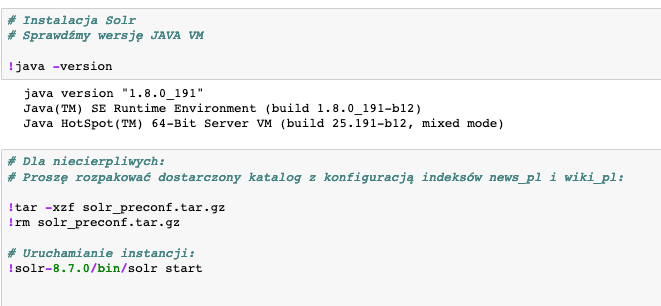 # Instalacja Solr
# Sprawdźmy wersję JAVA VM
!java -version
java version "1.8.0_191"
Java(TM) SE Runtime Environment (build 1.8.0_191-b12)
Java HotSpot(TM) 64-Bit Server VM (build 25.191-b12, mixed mode)
# Dla niecierpliwych:
# Proszę rozpakować dostarczony katalog z konfiguracją indeksów news_pl i wiki_pl:
!tar -xzf solr_preconf.tar.gz
!rm solr_preconf.tar.gz
# Uruchamianie instancji:
!solr-8.7.0/bin/solr start